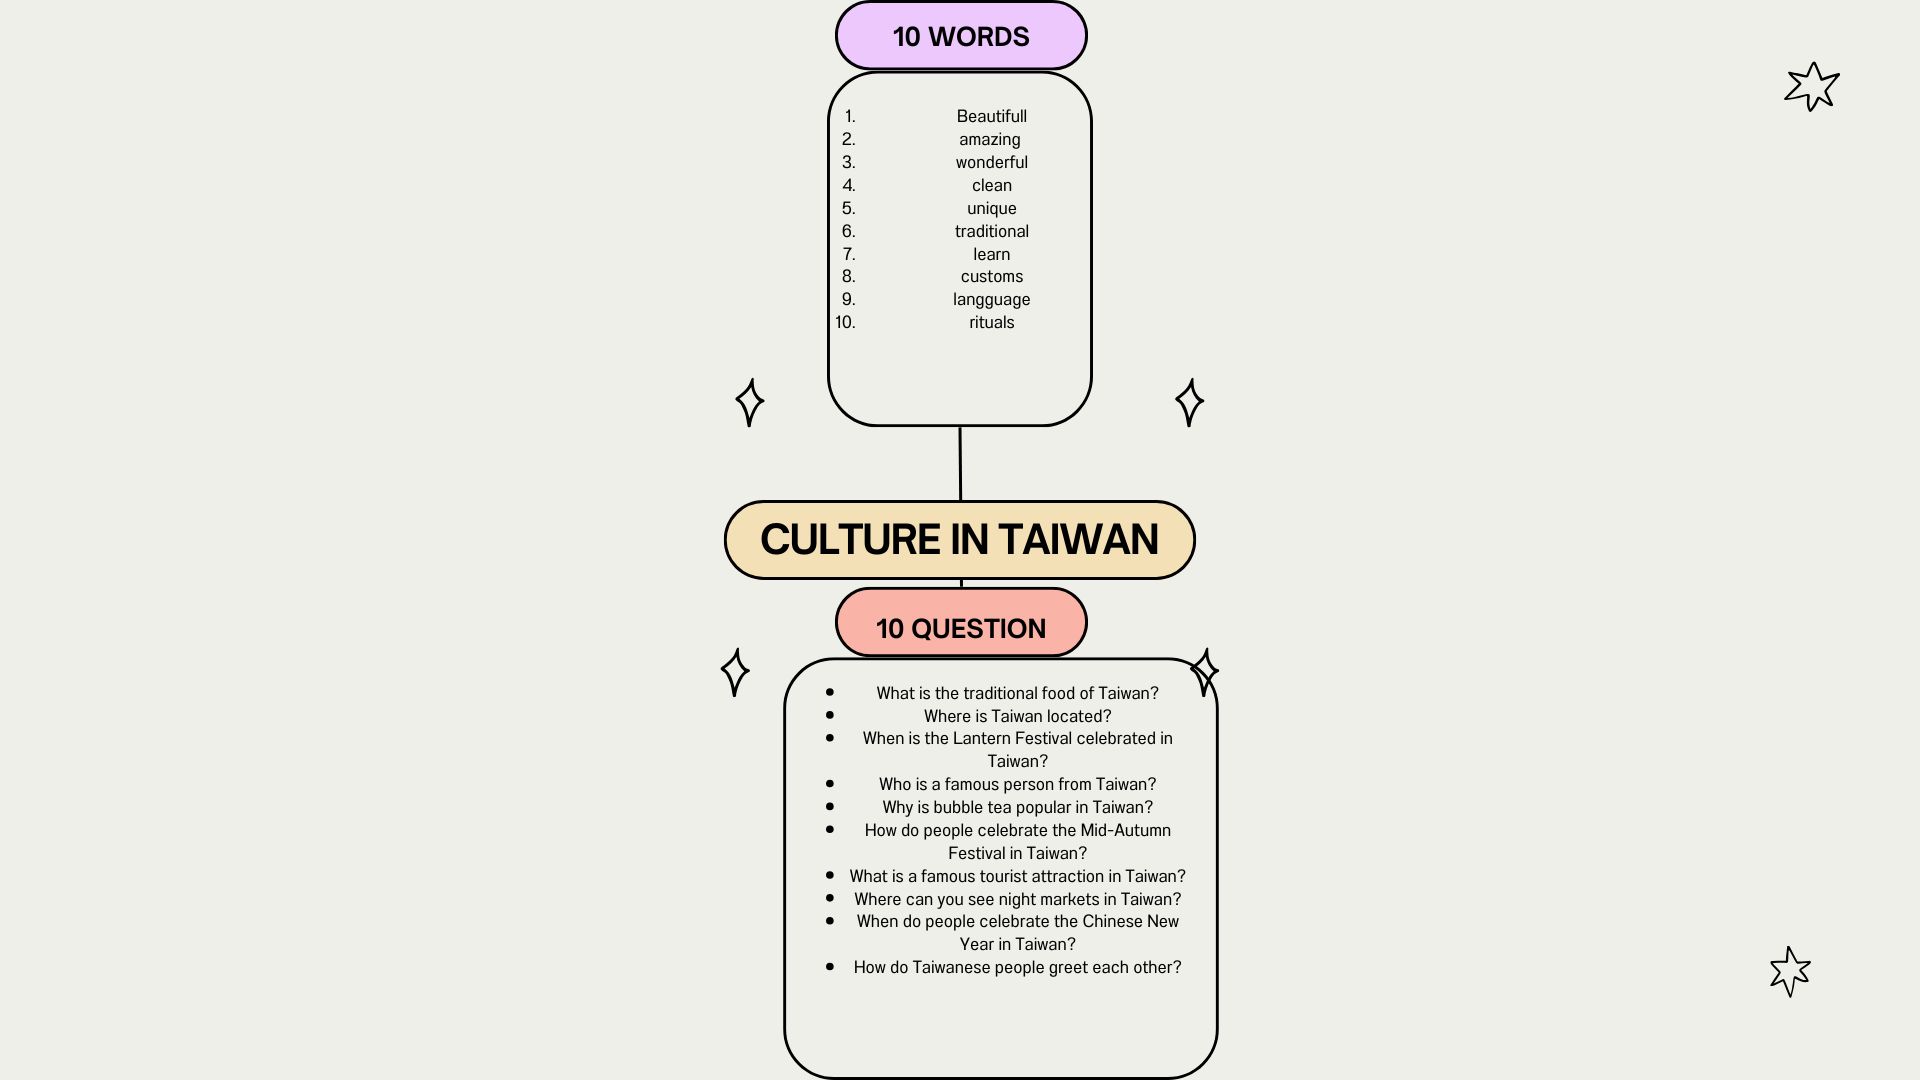 10 WORDS
1. Beautifull
2. amazing
3. wonderful
4. clean
5. unique
6. traditional
7. learn
8. customs
9. langguage
10. rituals
CULTURE IN TAIWAN
10 QUESTION
• What is the traditional food of Taiwan?
• Where is Taiwan located?
• When is the Lantern Festival celebrated in
Taiwan?
• Who is a famous person from Taiwan?
• Why is bubble tea popular in Taiwan?
• How do people celebrate the Mid-Autumn
Festival in Taiwan?
• What is a famous tourist attraction in Taiwan?
• Where can you see night markets in Taiwan?
• When do people celebrate the Chinese New
Year in Taiwan?
• How do Taiwanese people greet each other?